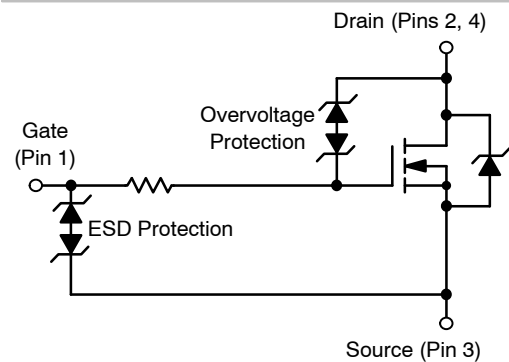 Drain (Pins 2, 4)
Overvoltage
Protection
Gate
(Pin 1)
ESD Protection
Source (Pin 3)